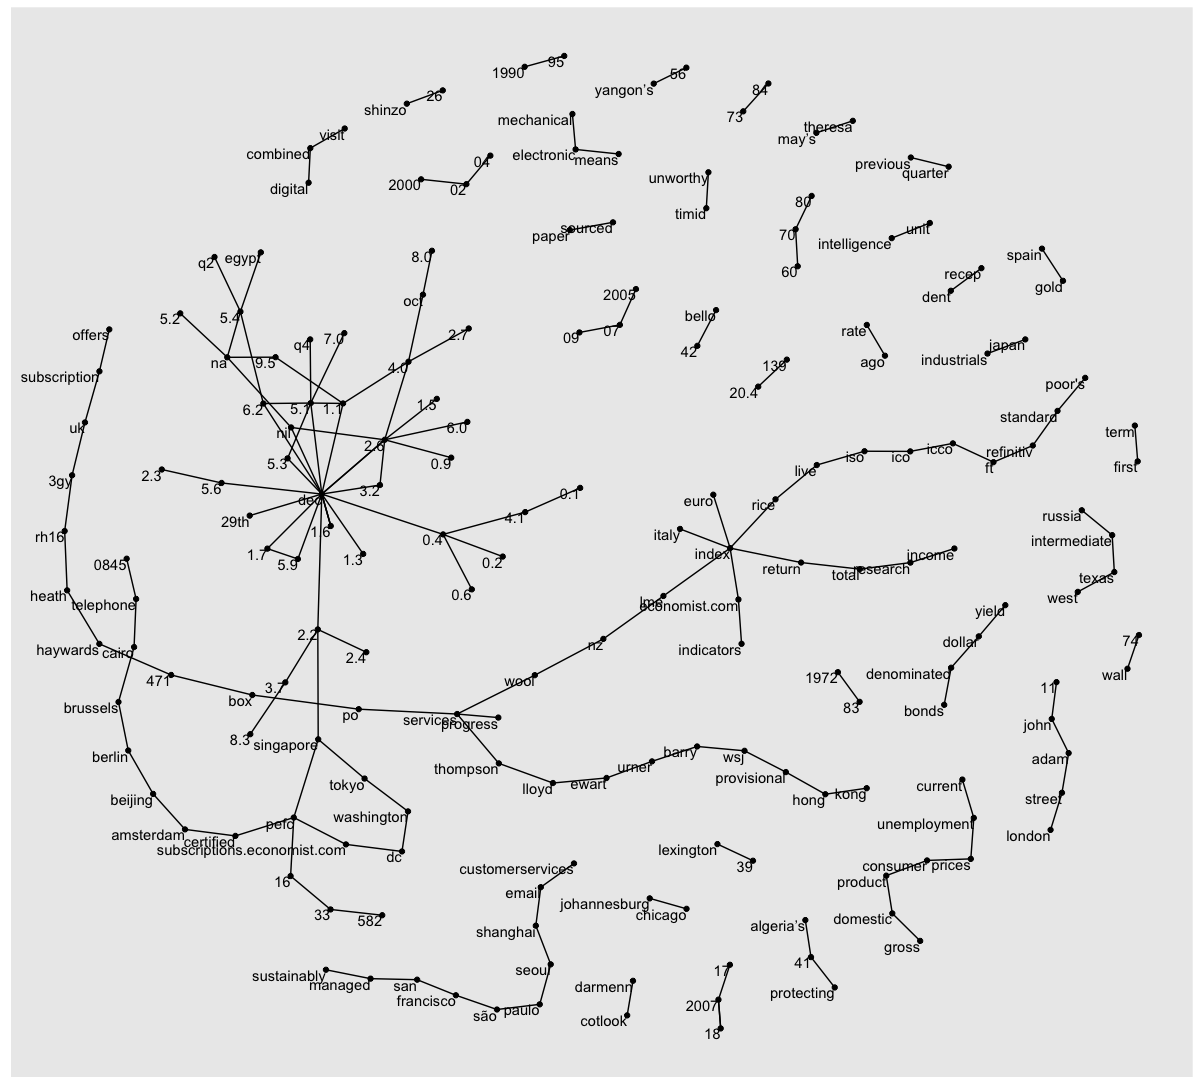 1990
95
yangon's
56
shinzo
26
84
73
mechanical
electronic
means
theresa
may's
visit
combined
digital
04
2000
02
previous
quarter
unworthy
timid
80
70
60
sourced
paper
intelligence
unit
q2
egypt
8.0
spain
gold
recep
dent
5.2
5.4
oct
2005
09
07
bello
42
rate
ago
japan
industrials
offers
subscription
uk
3gy
rh16
heath
haywards
na
9.5
q4
7.0
4.0
2.7
139
20.4
6.2
5.1
1.1
1.5
nil
2.6
6.0
0.9
5.3
poor's
standard
refinitiv
ft
icco
ico
iso
live
rice
term
first
2.3
5.6
dec
3.2
29th
1.6
1.7
5.9
1.3
0.4
4.1
0.1
0.2
0.6
euro
italy
index
return
total
research
income
russia
intermediate
texas
west
0845
telephone
cairo
lme
economist.com
indicators
nz
wool
yield
dollar
denominated
bonds
74
wall
2.2
2.4
3.7
8.3
471
box
po
services
progress
1972
83
11
john
adam
street
london
brussels
berlin
beijing
amsterdam
certified
singapore
tokyo
washington
dc
pefc
subscriptions.economist.com
16
33
582
thompson
lloyd
ewart
urner
barry
wsj
provisional
hong
kong
current
unemployment
prices
consumer
product
domestic
gross
lexington
39
customerservices
email
shanghai
seoul
paulo
são
francisco
san
managed
sustainably
johannesburg
chicago
algeria's
41
protecting
darmenn
cotlook
17
2007
18